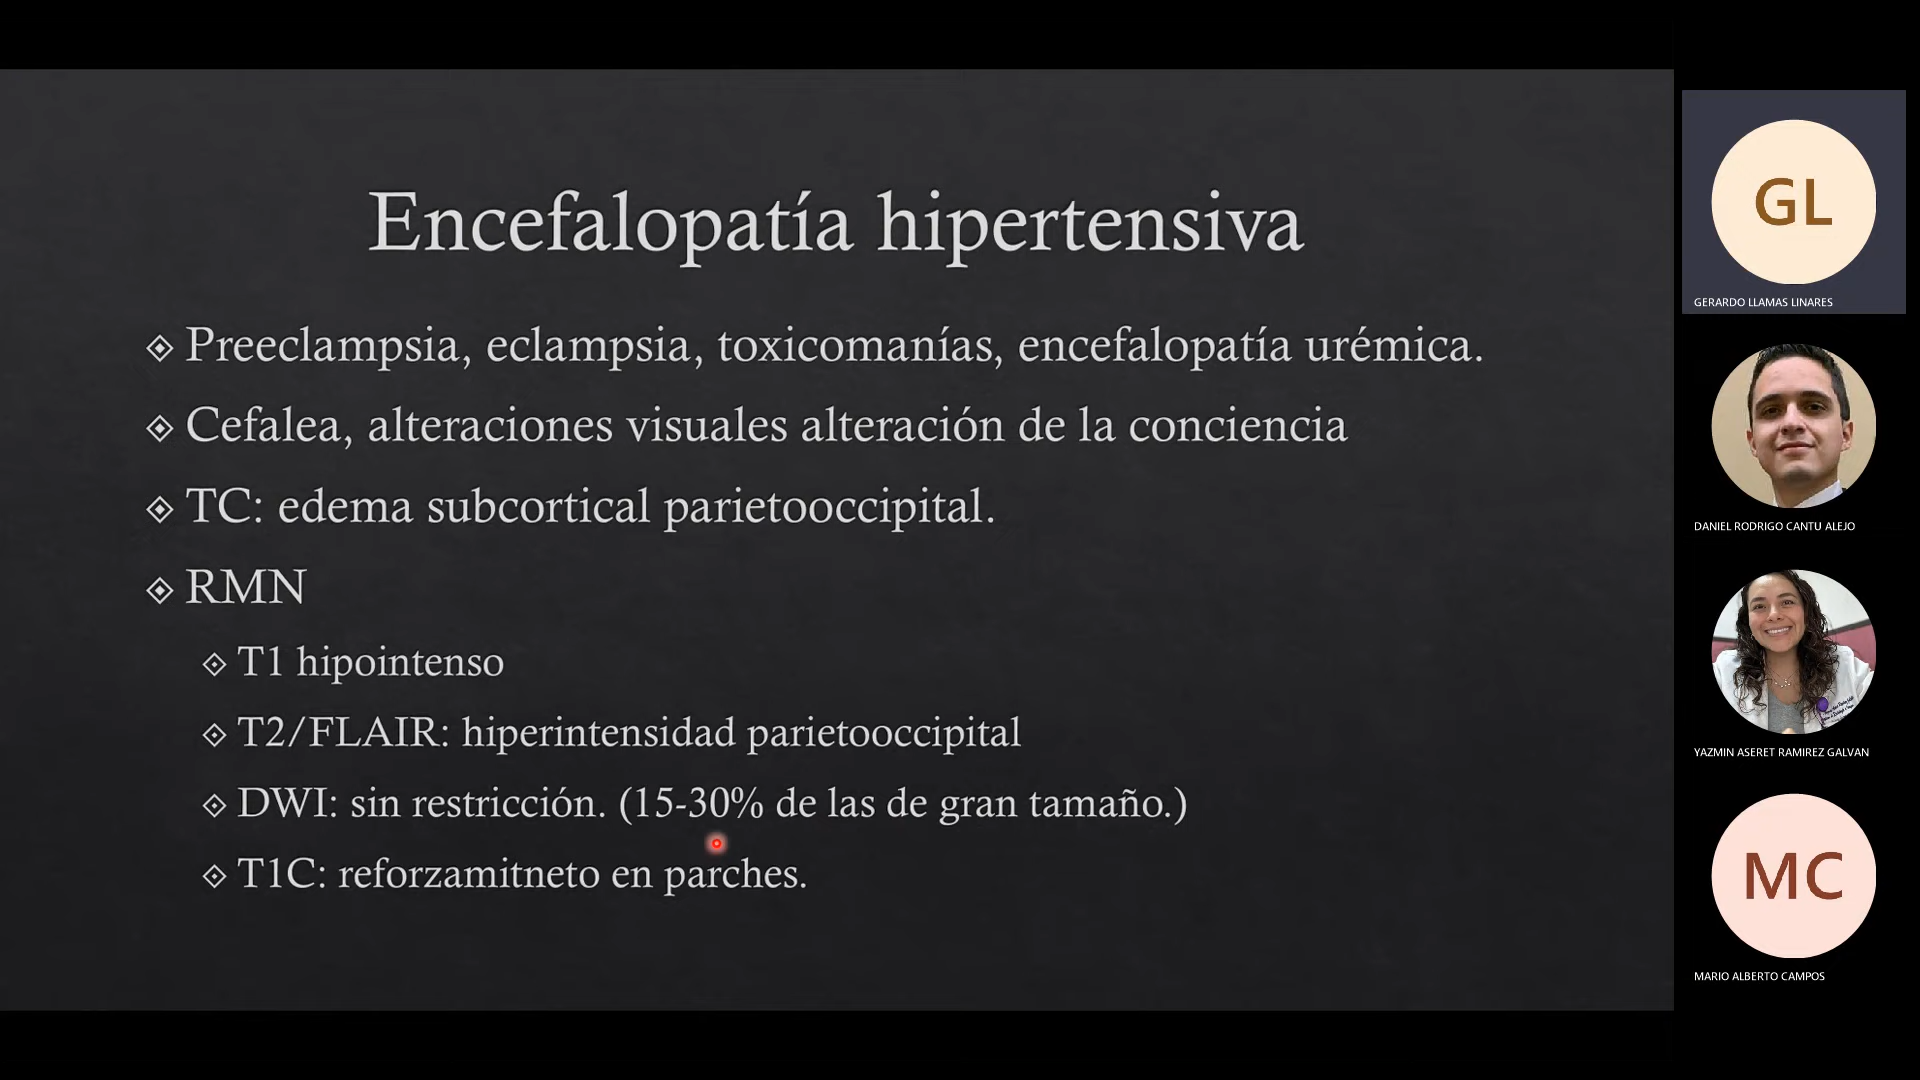 Encefalopatía hipertensiva
Preeclampsia, eclampsia, toxicomanías, encefalopatía urémica.
Cefalea, alteraciones visuales alteración de la conciencia
TC: edema subcortical parietooccipital.
RMN
T1 hipointenso
T2/FLAIR: hiperintensidad parietooccipital
DWI: sin restricción. (15-30% de las de gran tamaño.)
T1C: reforzamitneto en parches.
GL
GERARDO LLAMAS LINARES
DANIEL RODRIGO CANTU ALEJO
YAZMIN ASERET RAMIREZ GALVAN
MC
MARIO ALBERTO CAMPOS